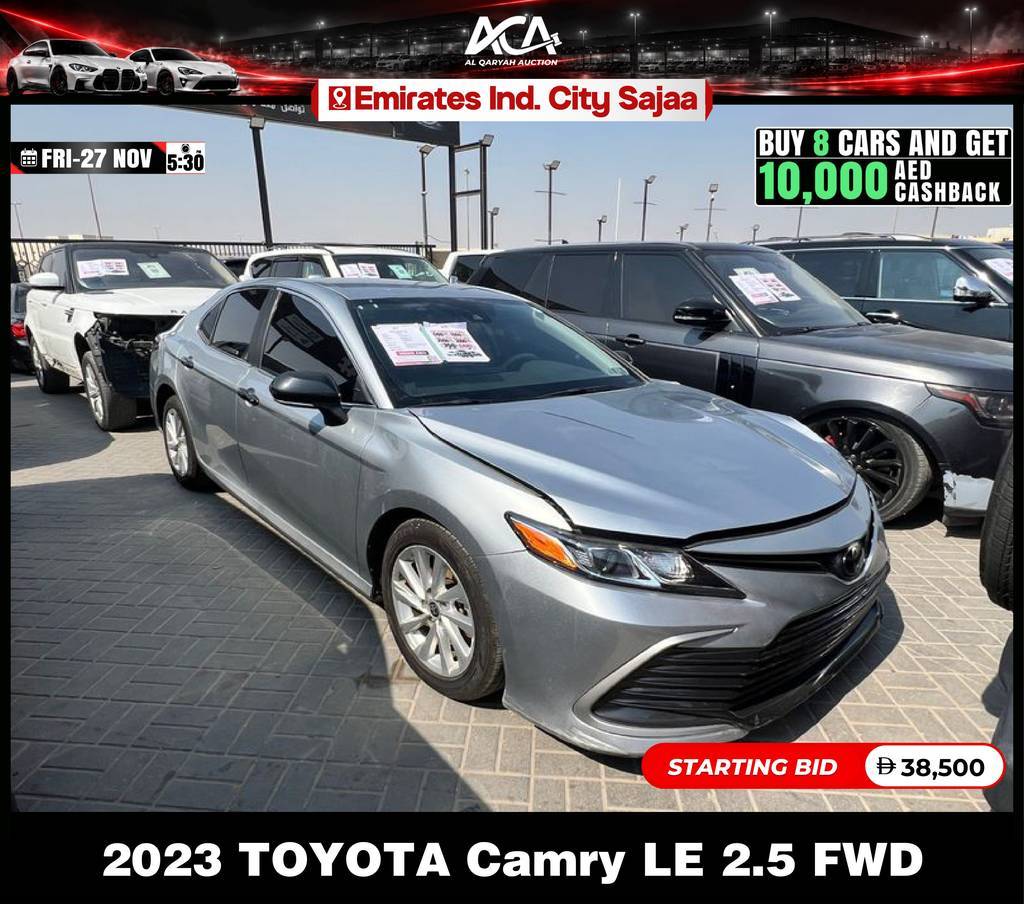 ACA
AL QARYAH AUCTION
Emirates Ind. City Sajaa
FRI-27 NOV 5:30
BUY 8 CARS AND GET
10,000 AED CASHBACK
STARTING BID 38,500
2023 TOYOTA Camry LE 2.5 FWD